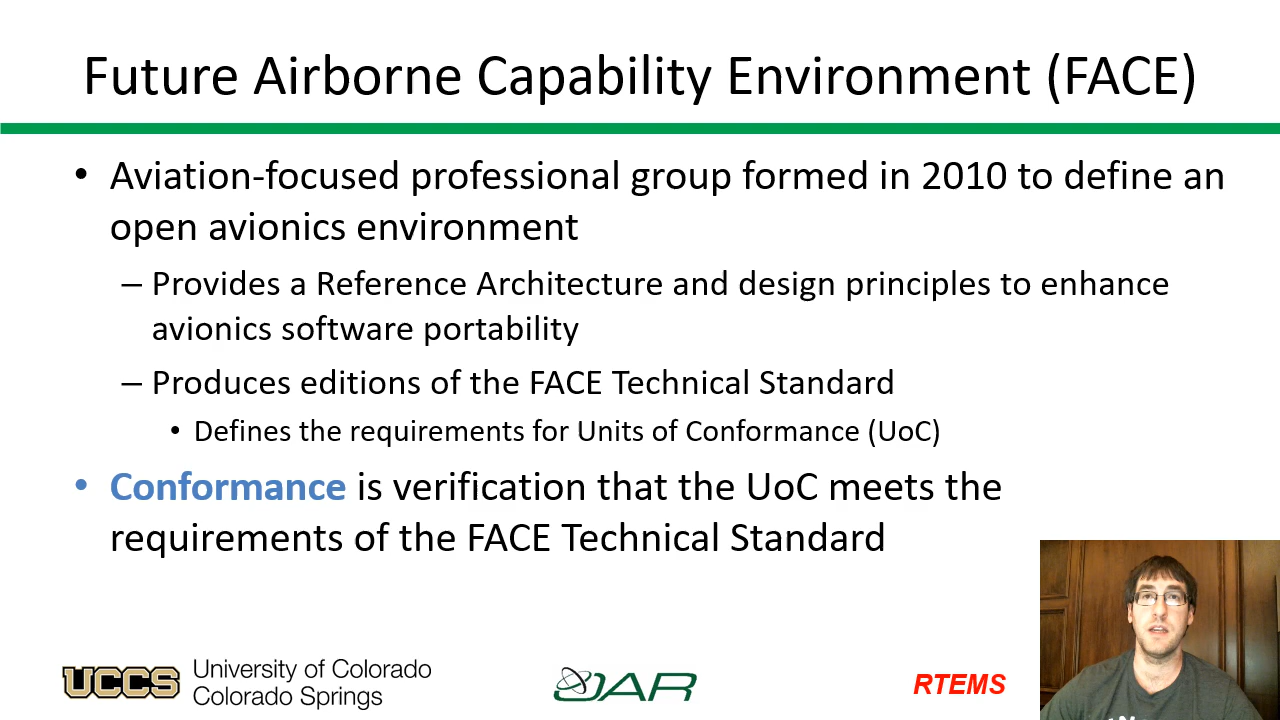 Future Airborne Capability Environment (FACE)
• Aviation-focused professional group formed in 2010 to define an
open avionics environment
– Provides a Reference Architecture and design principles to enhance
avionics software portability
– Produces editions of the FACE Technical Standard
• Defines the requirements for Units of Conformance (UoC)
• Conformance is verification that the UoC meets the
requirements of the FACE Technical Standard
UCCS
University of Colorado
Colorado Springs
OAR
RTEMS